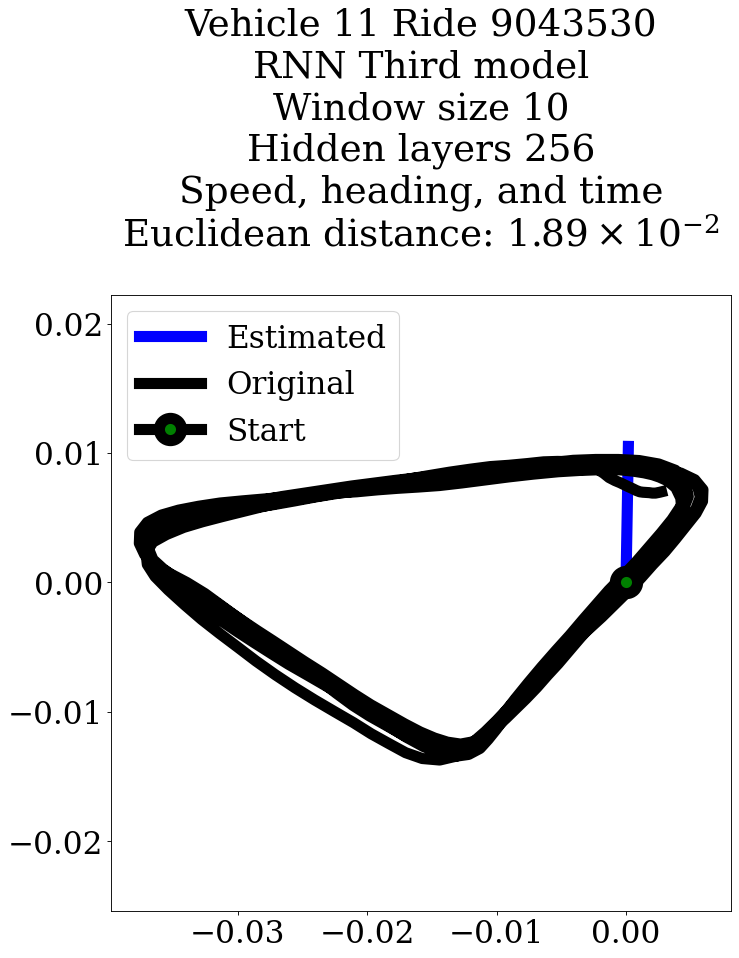 Vehicle 11 Ride 9043530
RNN Third model
Window size 10
Hidden layers 256
Speed, heading, and time
Euclidean distance: 1.89 × 10⁻²
Estimated
Original
Start
0.02
0.01
0.00
−0.01
−0.02
−0.03 −0.02 −0.01 0.00